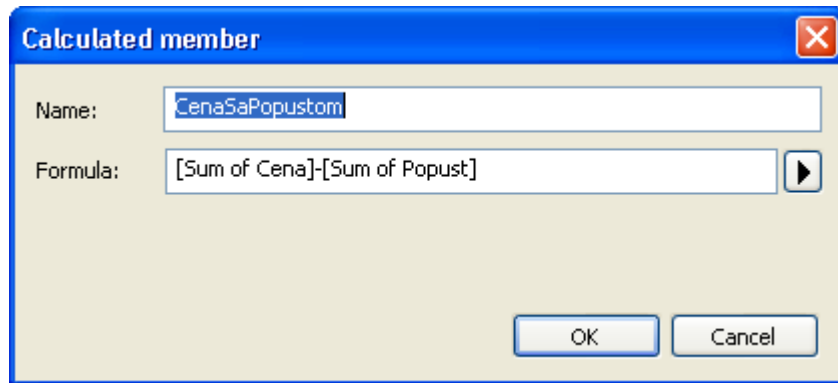 Calculated member
Name: CenaSaPopustom
Formula: [Sum of Cena]-[Sum of Popust]
OK Cancel